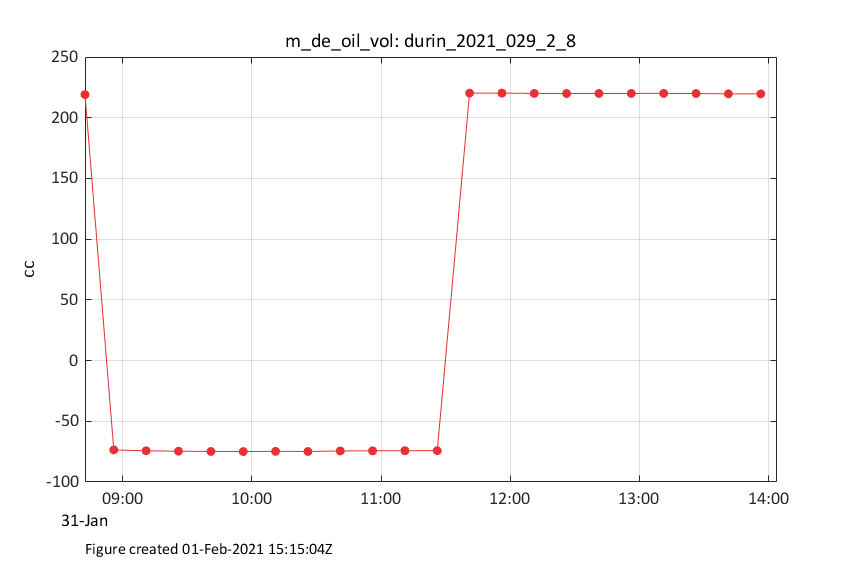 m_de_oil_vol: durin_2021_029_2_8
250
200
150
100
50
0
-50
-100
cc
09:00 10:00 11:00 12:00 13:00 14:00
31-Jan
Figure created 01-Feb-2021 15:15:04Z